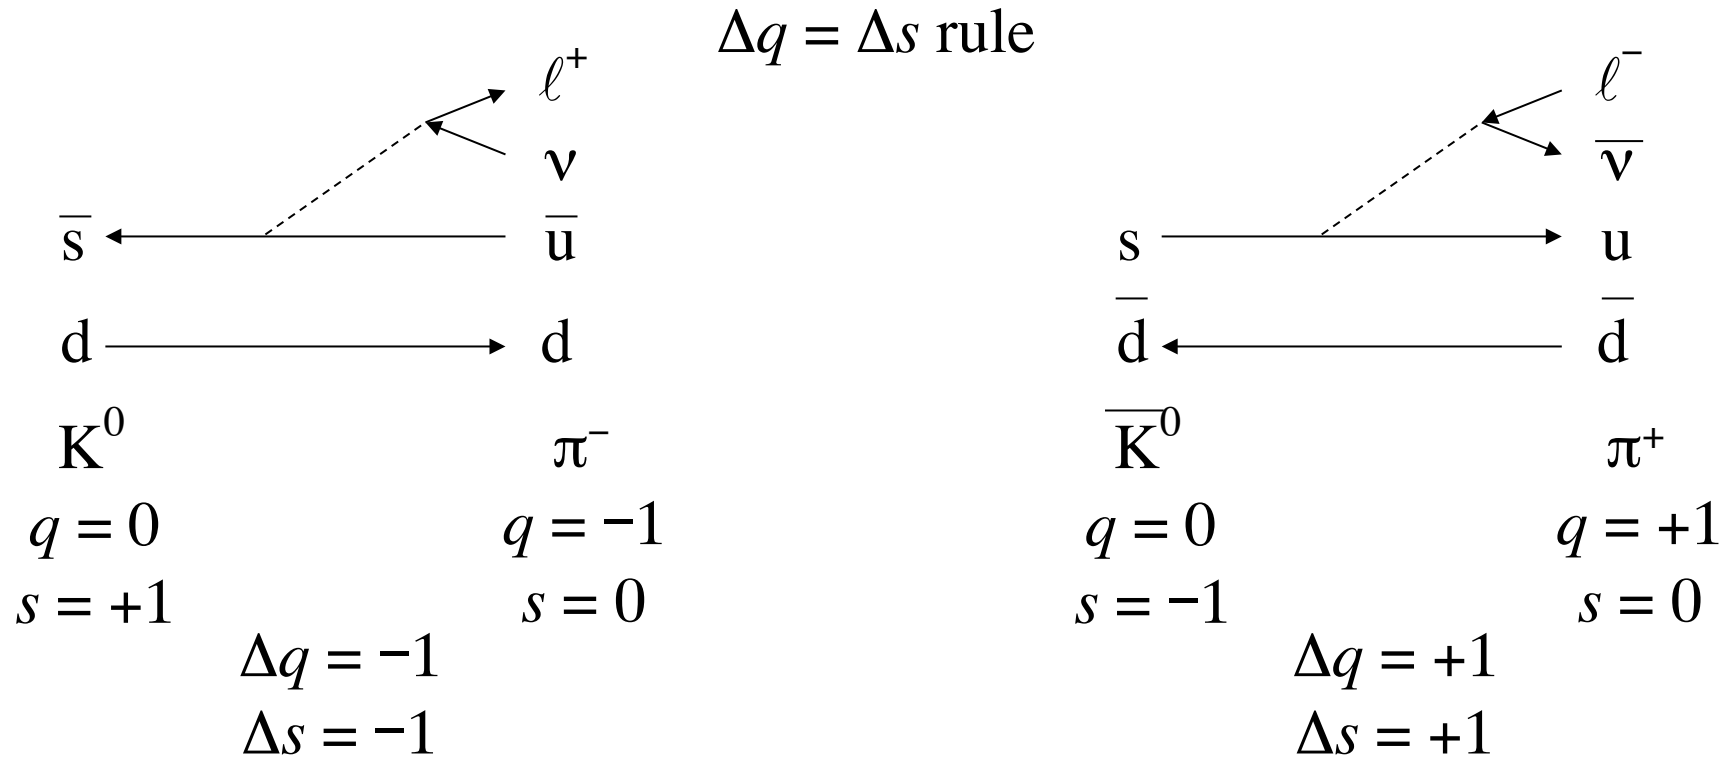 Δq = Δs rule
ℓ⁺
ν
s̅ u̅
d d
K⁰ π⁻
q = 0 q = −1
s = +1 s = 0
Δq = −1
Δs = −1
ℓ⁻
ν̅
s u
d̅ d̅
K̅⁰ π⁺
q = 0 q = +1
s = −1 s = 0
Δq = +1
Δs = +1